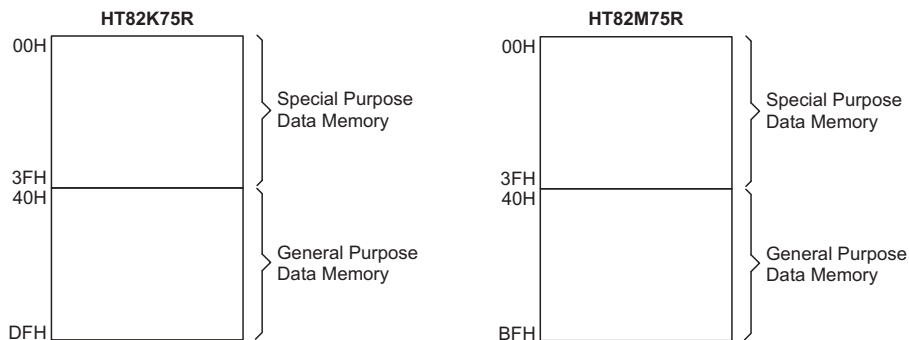 HT82K75R
00H
Special Purpose
Data Memory
3FH
40H
General Purpose
Data Memory
DFH
HT82M75R
00H
Special Purpose
Data Memory
3FH
40H
General Purpose
Data Memory
BFH